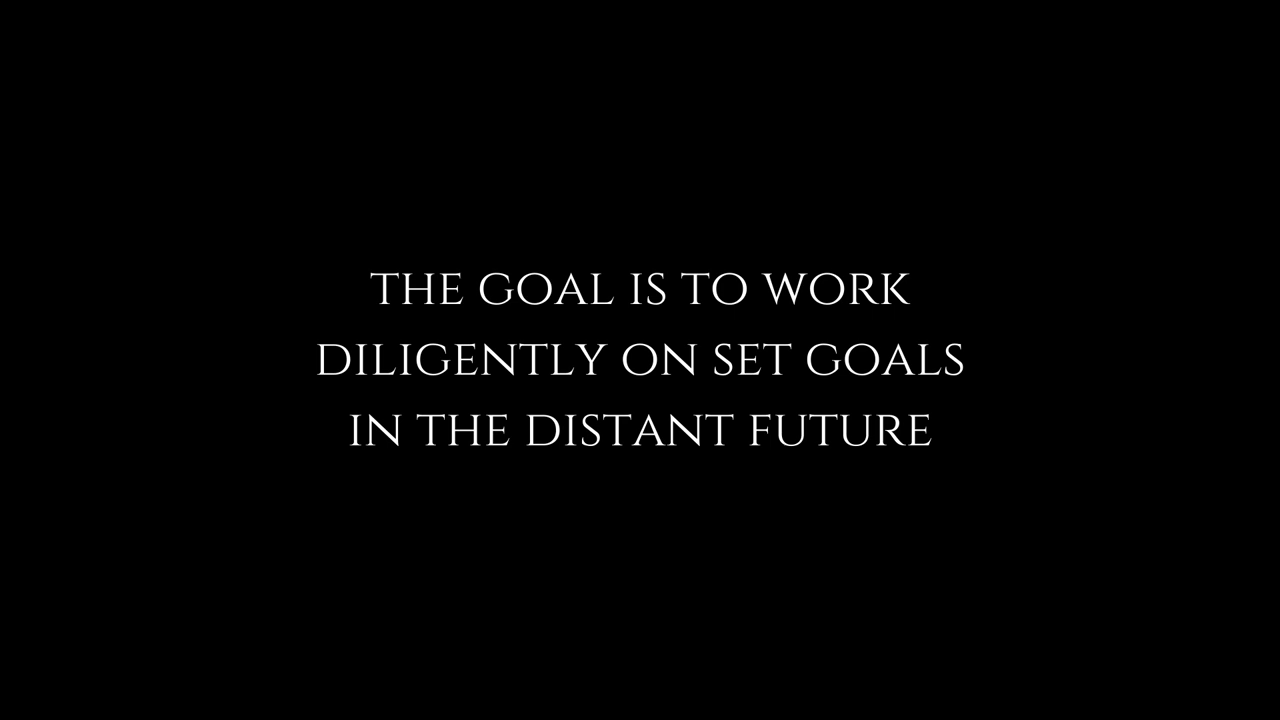 THE GOAL IS TO WORK
DILIGENTLY ON SET GOALS
IN THE DISTANT FUTURE